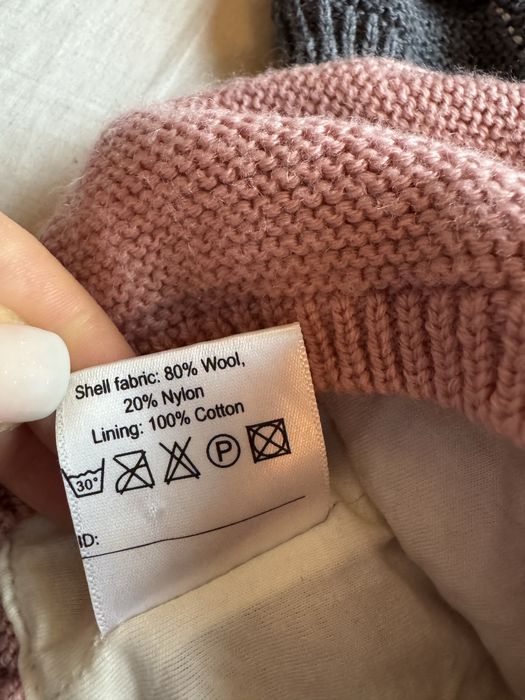 Shell fabric: 80% Wool,
20% Nylon
Lining: 100% Cotton
30° P
ID: